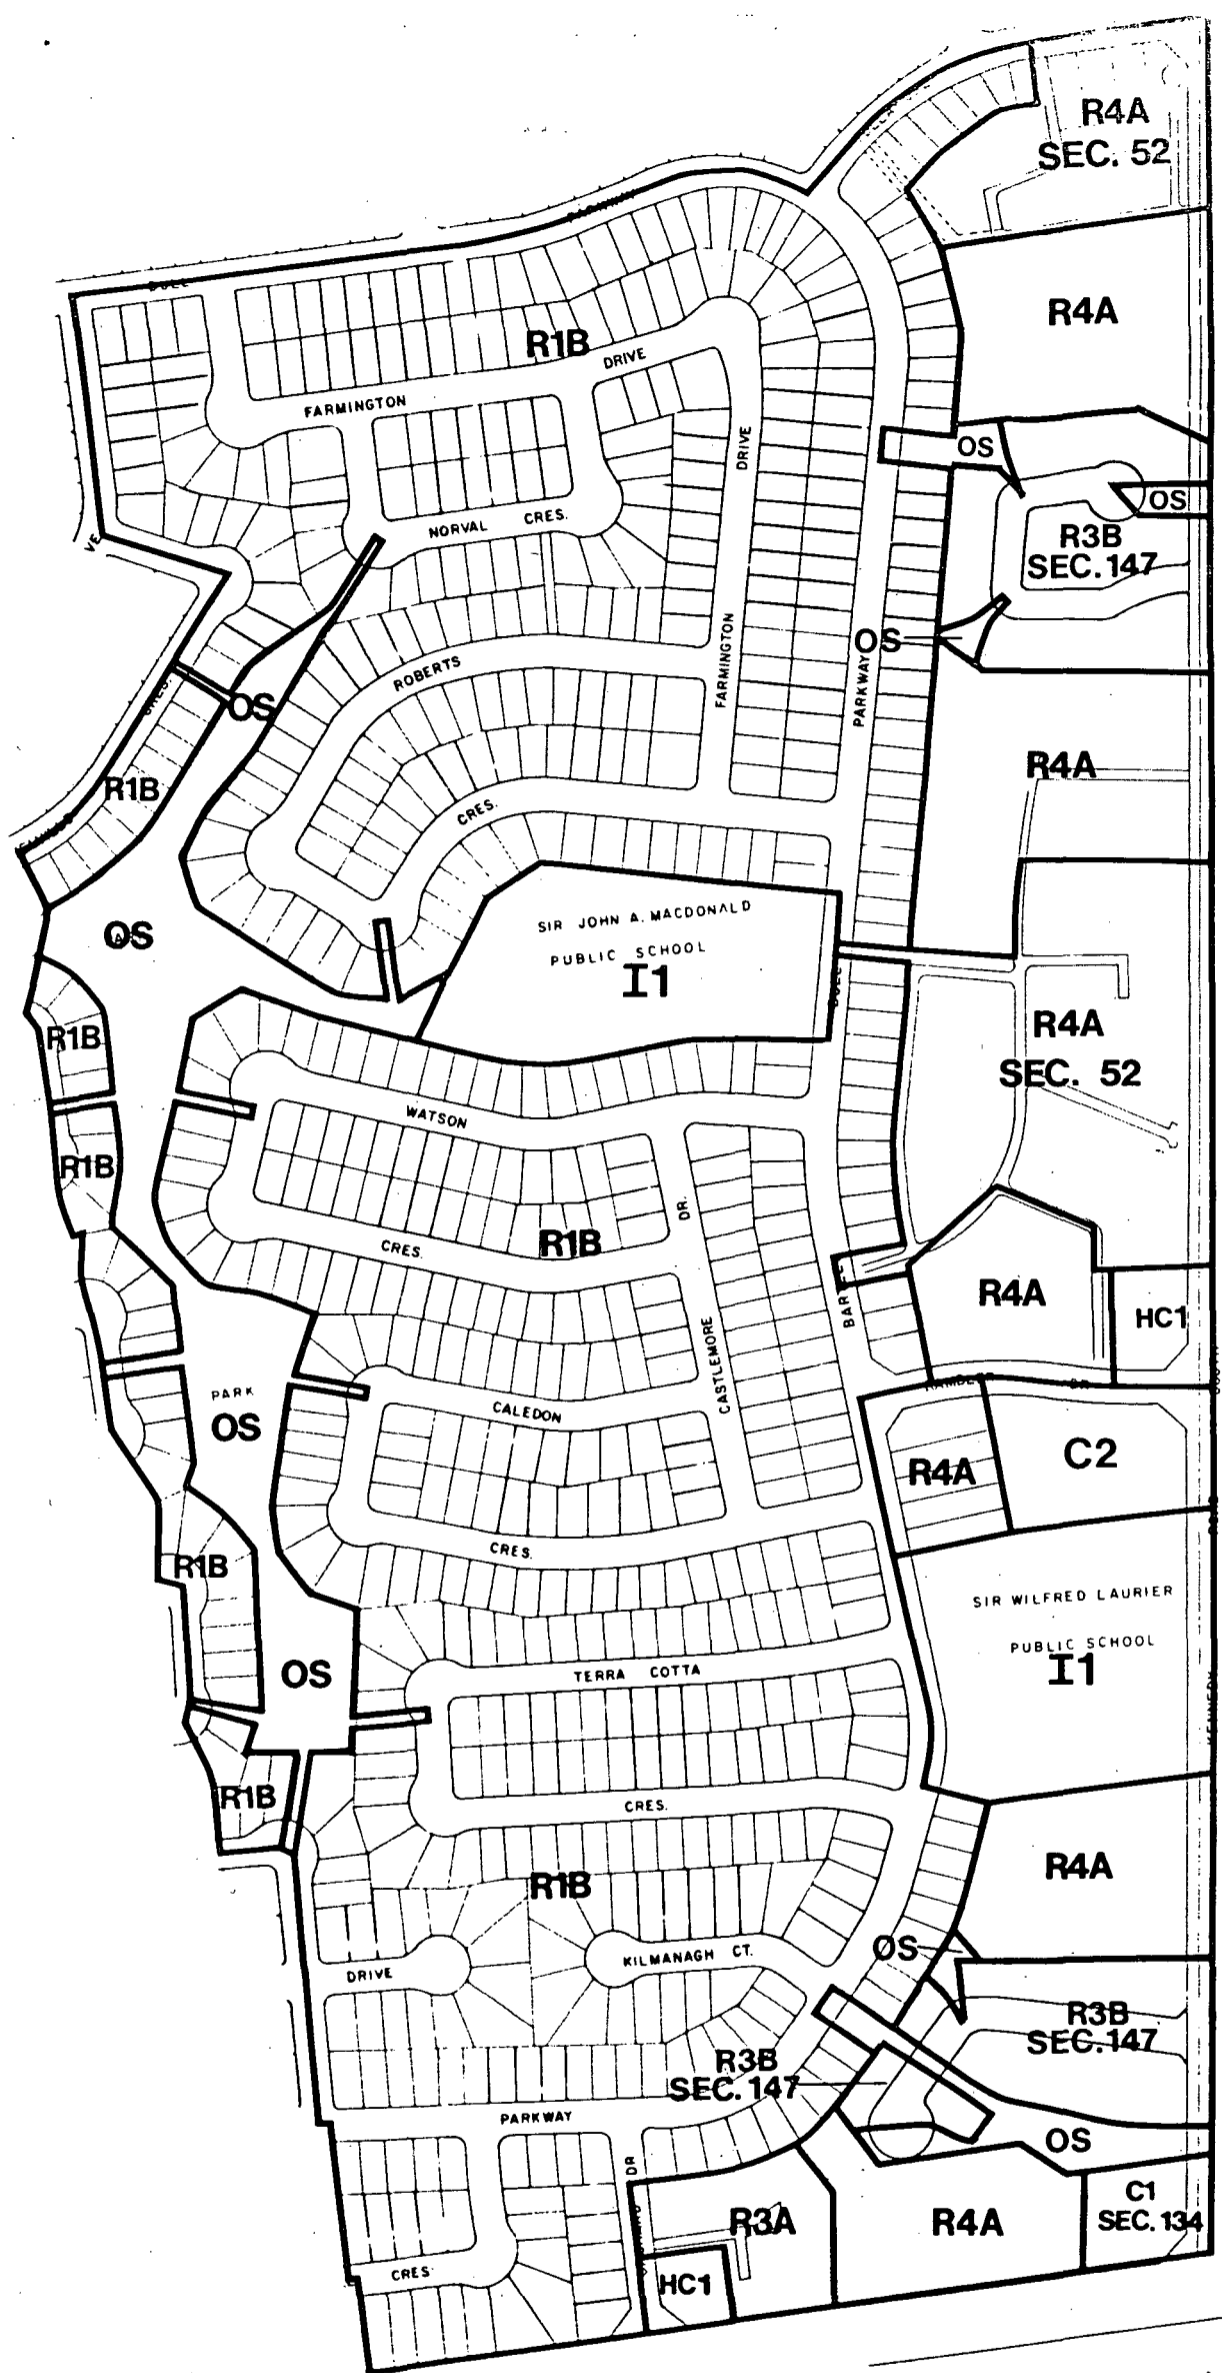 R4A
SEC. 52
PARKWAY
R4A
R1B
DRIVE
FARMINGTON
DRIVE
OS
OS
NORVAL CRES.
R3B
SEC. 147
OS
ROBERTS
FARMINGTON
PARKWAY
CRES.
OS
R1B
R4A
CRES.
SIR JOHN A. MACDONALD
PUBLIC SCHOOL
I1
OS
R1B
R4A
SEC. 52
WATSON
R1B
DR.
CRES.
R1B
R4A
HC1
CASTLEMORE
PARK
OS
CALEDON
DR
C2
R4A
CRES.
R1B
SIR WILFRED LAURIER
PUBLIC SCHOOL
I1
TERRA COTTA
OS
KENNEDY
R1B
CRES.
R4A
R1B
OS
KILMANAGH CT.
DRIVE
R3B
SEC. 147
R3B
SEC. 147
PARKWAY
OS
DR
R3A
R4A
C1
SEC. 134
CRES
HC1